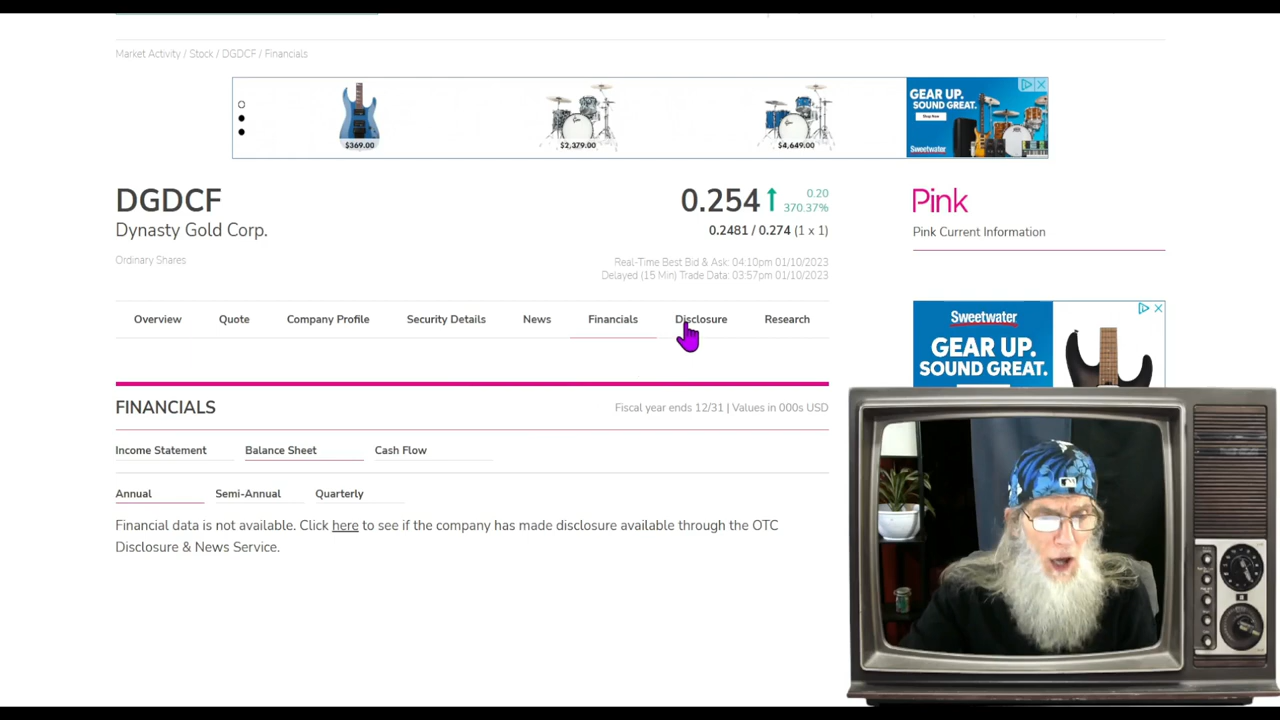 Market Activity / Stock / DGDCF / Financials
$369.00
$2,379.00
$4,649.00
GEAR UP.
SOUND GREAT.
Shop Now
Sweetwater
DGDCF
Dynasty Gold Corp.
Ordinary Shares
0.254
0.20
370.37%
0.2481 / 0.274 (1 x 1)
Real-Time Best Bid & Ask: 04:10pm 01/10/2023
Delayed (15 Min) Trade Data: 03:57pm 01/10/2023
Pink
Pink Current Information
Overview Quote Company Profile Security Details News Financials Disclosure Research
Sweetwater
GEAR UP.
SOUND GREAT.
FINANCIALS
Fiscal year ends 12/31 | Values in 000s USD
Income Statement Balance Sheet Cash Flow
Annual Semi-Annual Quarterly
Financial data is not available. Click here to see if the company has made disclosure available through the OTC
Disclosure & News Service.